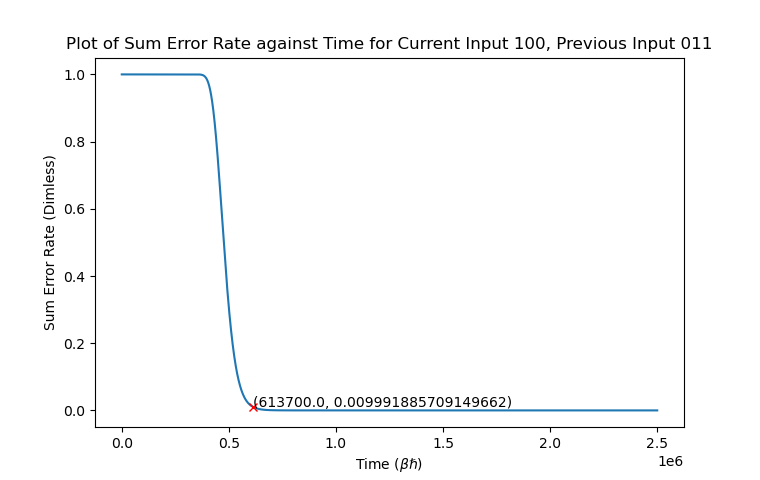 Plot of Sum Error Rate against Time for Current Input 100, Previous Input 011
1.0
0.8
0.6
0.4
0.2
0.0
Sum Error Rate (Dimless)
(613700.0, 0.009991885709149662)
0.0 0.5 1.0 1.5 2.0 2.5
1e6
Time (βħ)